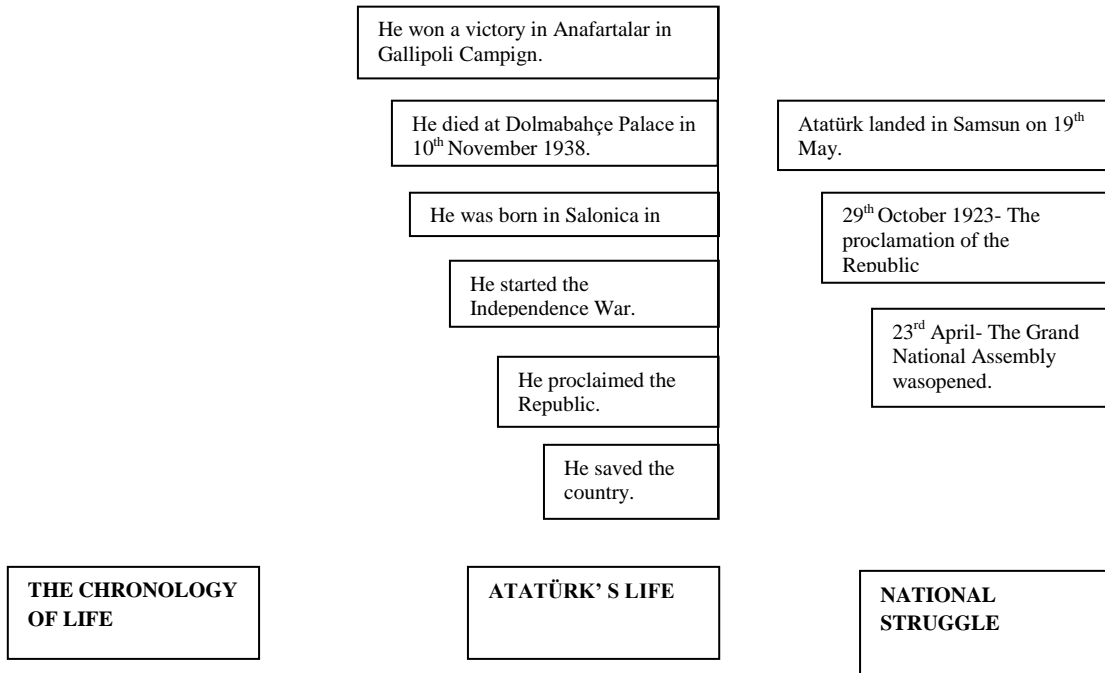 He won a victory in Anafartalar in
Gallipoli Campign.
He died at Dolmabahçe Palace in
10th November 1938.
He was born in Salonica in
He started the
Independence War.
He proclaimed the
Republic.
He saved the
country.
Atatürk landed in Samsun on 19th
May.
29th October 1923- The
proclamation of the
Republic
23rd April- The Grand
National Assembly
wasopened.
THE CHRONOLOGY
OF LIFE
ATATÜRK’ S LIFE
NATIONAL
STRUGGLE